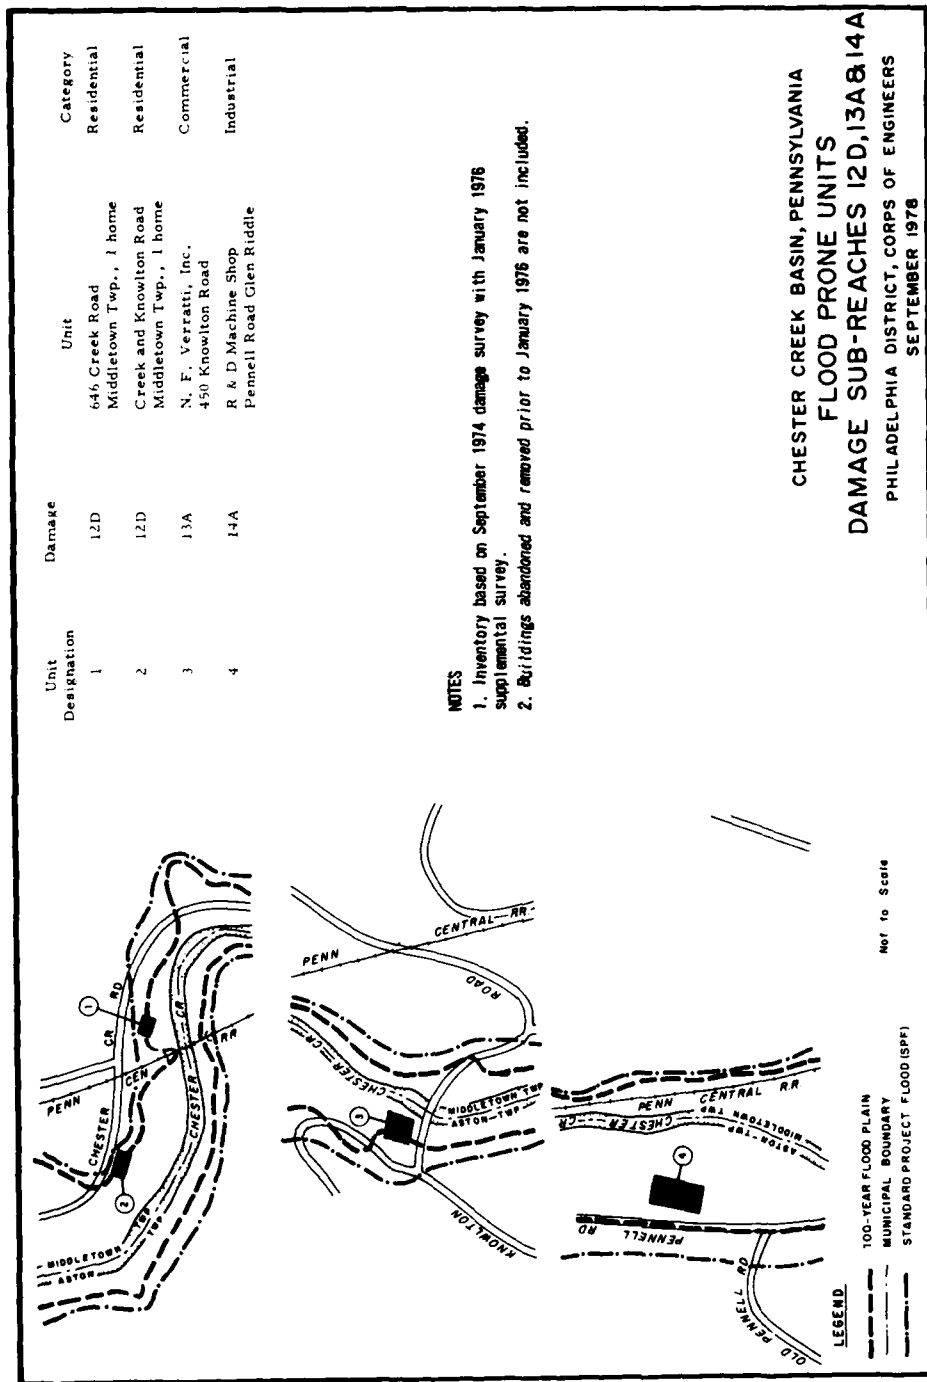 Unit Designation Damage Unit Category
1 12D 646 Creek Road Residential
Middletown Twp., 1 home
2 12D Creek and Knowlton Road Residential
Middletown Twp., 1 home
3 13A N. F. Verratti, Inc. Commercial
450 Knowlton Road
4 14A R & D Machine Shop Industrial
Pennell Road Glen Riddle
NOTES
1. Inventory based on September 1974 damage survey with January 1976
supplemental survey.
2. Buildings abandoned and removed prior to January 1976 are not included.
CHESTER CREEK BASIN, PENNSYLVANIA
FLOOD PRONE UNITS
DAMAGE SUB-REACHES 12D, 13A & 14A
PHILADELPHIA DISTRICT, CORPS OF ENGINEERS
SEPTEMBER 1978
MIDDLETOWN TWP
ASTON TWP
CHESTER CR RD
PENN CEN RR
CHESTER CR
1
2
PENN CENTRAL RR.
ROAD
CHESTER CR
MIDDLETOWN TWP
ASTON TWP
KNOWLTON
3
PENN CENTRAL RR.
CHESTER CR
MIDDLETOWN TWP
ASTON TWP
4
PENNELL RD
OLD PENNELL RD
LEGEND
100-YEAR FLOOD PLAIN
MUNICIPAL BOUNDARY
STANDARD PROJECT FLOOD (SPF)
Not to Scale